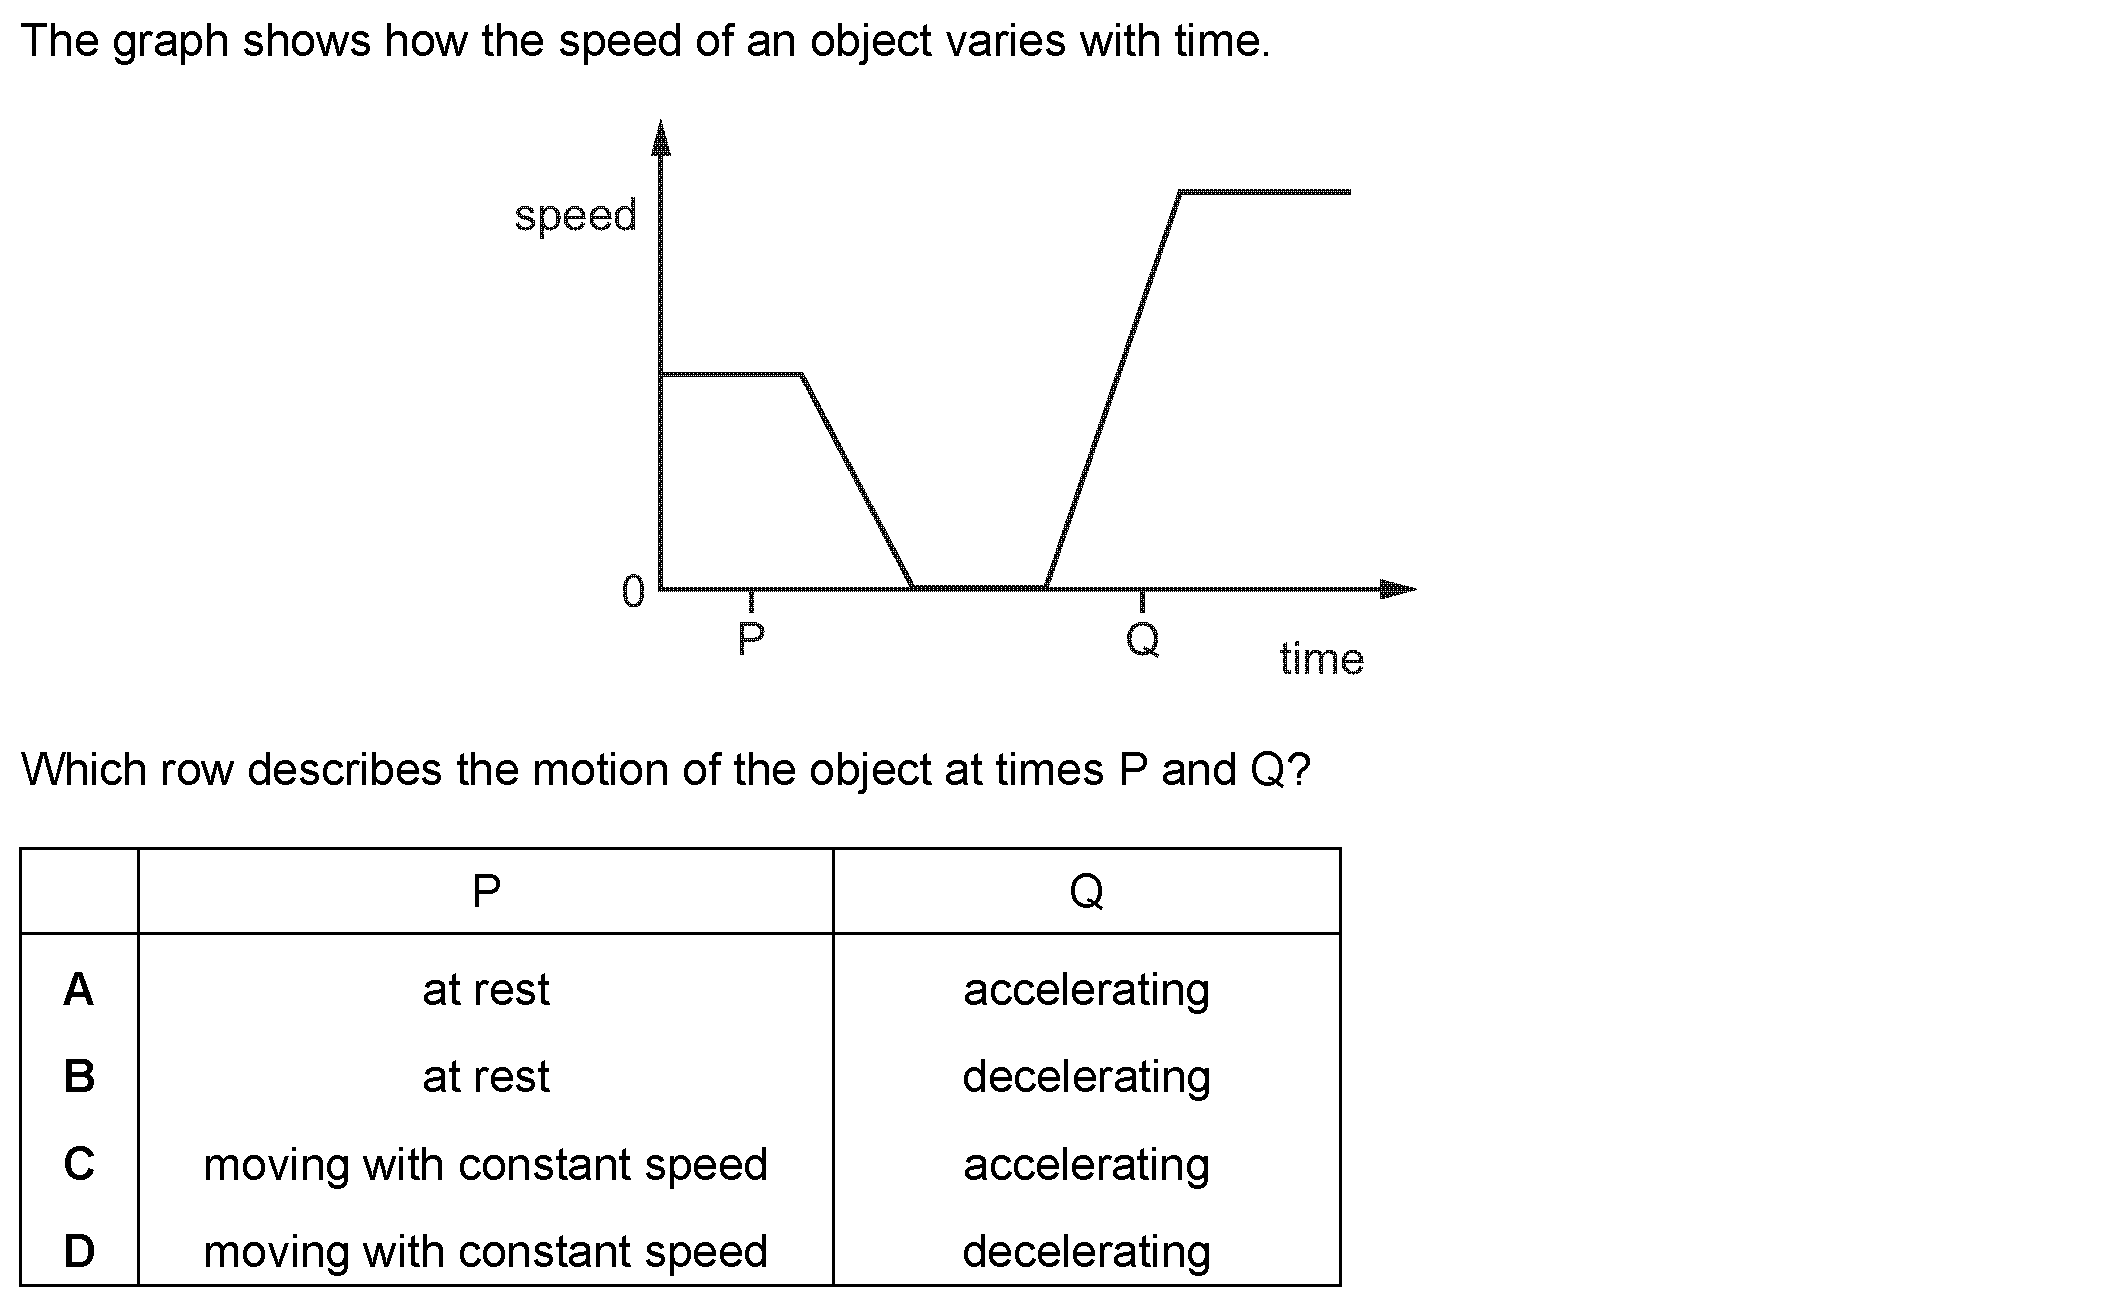 The graph shows how the speed of an object varies with time.
speed
0
P
Q
time
Which row describes the motion of the object at times P and Q?
P Q
A at rest accelerating
B at rest decelerating
C moving with constant speed accelerating
D moving with constant speed decelerating